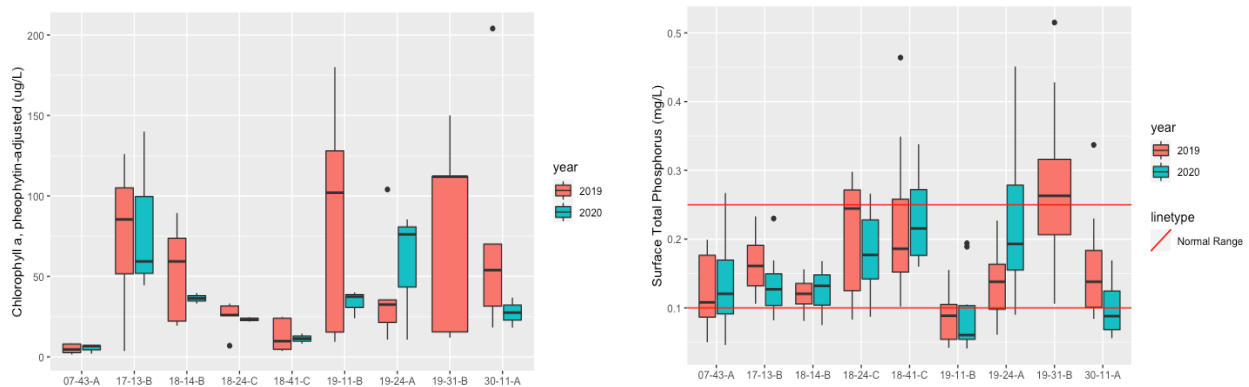 Chlorophyll a, pheophytin-adjusted (ug/L)
200
150
100
50
0
07-43-A 17-13-B 18-14-B 18-24-C 18-41-C 19-11-B 19-24-A 19-31-B 30-11-A
year
2019
2020
Surface Total Phosphorus (mg/L)
0.5
0.4
0.3
0.2
0.1
07-43-A 17-13-B 18-14-B 18-24-C 18-41-C 19-11-B 19-24-A 19-31-B 30-11-A
year
2019
2020
linetype
Normal Range